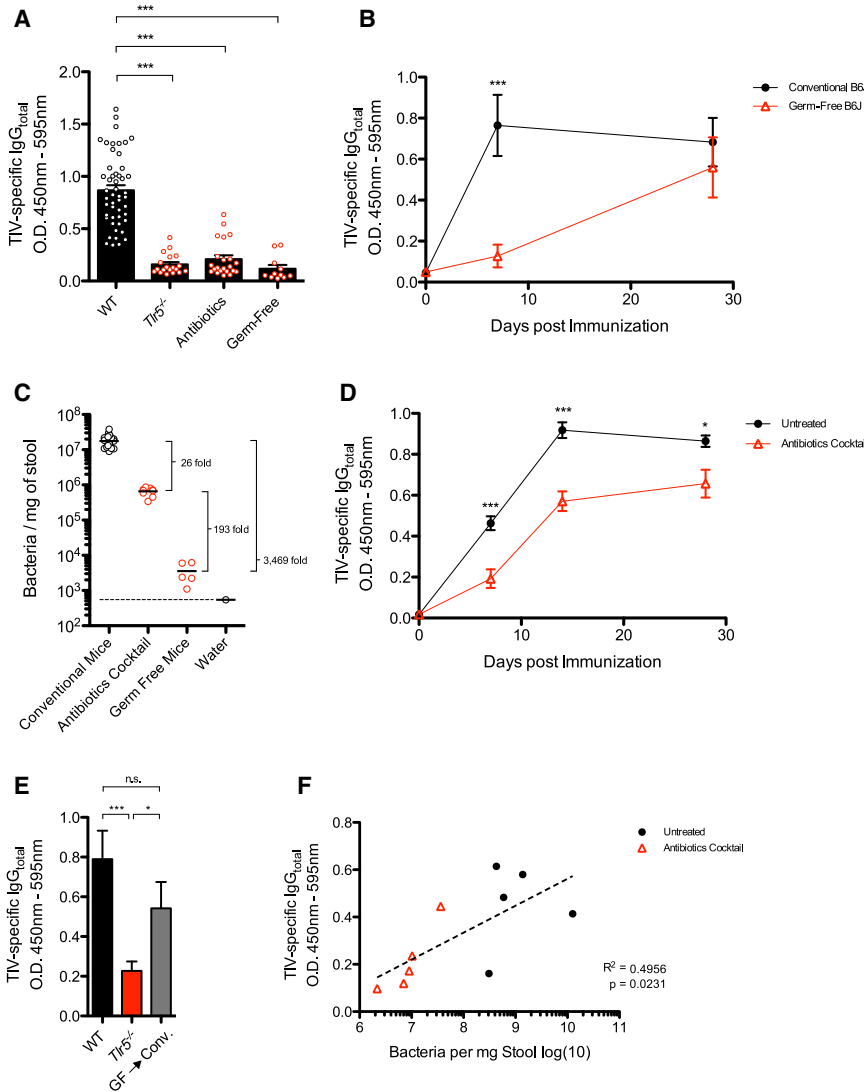 A
***
***
***
TIV-specific IgGtotal
O.D. 450nm - 595nm
2.0
1.5
1.0
0.5
0.0
WT
Tlr5-/-
Antibiotics
Germ-Free
B
TIV-specific IgGtotal
O.D. 450nm - 595nm
1.0
0.8
0.6
0.4
0.2
0.0
***
0
10
20
30
Days post Immunization
Conventional B6J
Germ-Free B6J
C
Bacteria / mg of stool
10^8
10^7
10^6
10^5
10^4
10^3
10^2
26 fold
193 fold
3,469 fold
Conventional Mice
Antibiotics Cocktail
Germ Free Mice
Water
D
TIV-specific IgGtotal
O.D. 450nm - 595nm
1.0
0.8
0.6
0.4
0.2
0.0
***
***
*
0
10
20
30
Days post Immunization
Untreated
Antibiotics Cocktai
E
n.s.
***
*
TIV-specific IgGtotal
O.D. 450nm - 595nm
1.0
0.8
0.6
0.4
0.2
0.0
WT
Tlr5-/-
GF → Conv.
F
TIV-specific IgGtotal
O.D. 450nm - 595nm
0.8
0.6
0.4
0.2
0.0
6
7
8
9
10
11
Bacteria per mg Stool log(10)
Untreated
Antibiotics Cocktail
R² = 0.4956
p = 0.0231